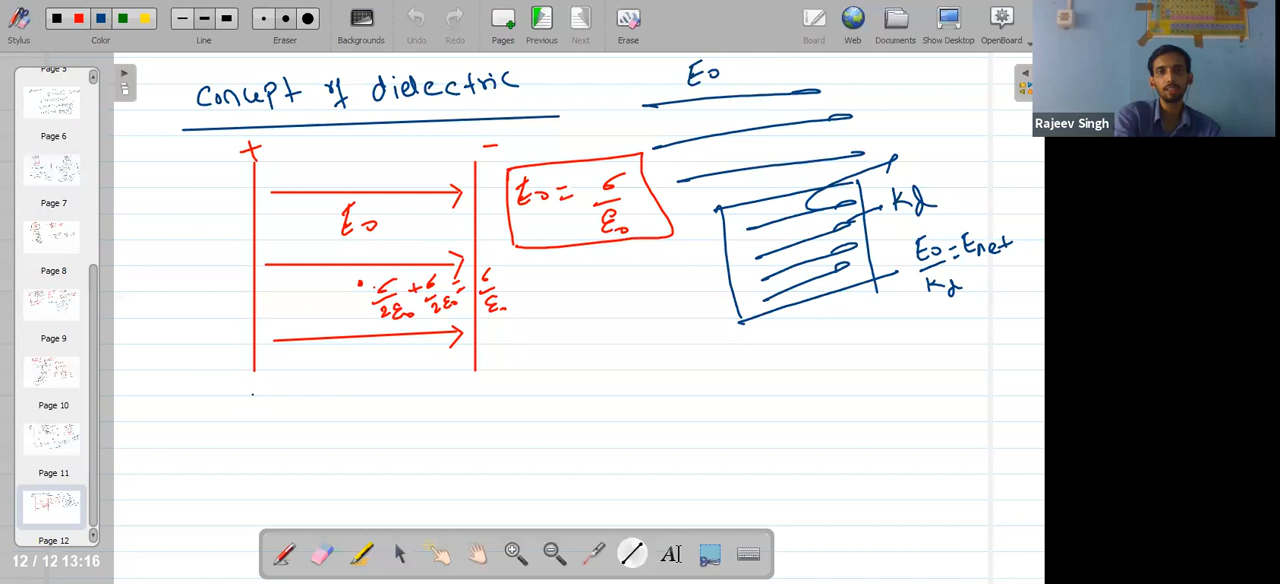 Stylus
Color
Line
Eraser
Backgrounds
Undo
Redo
Pages
Previous
Next
Erase
Board
Web
Documents
Show Desktop
OpenBoard
Rajeev Singh
Page 5
Page 6
Page 7
Page 8
Page 9
Page 10
Page 11
Page 12
12 / 12 13:16
Concept of dielectric
E0
+
-
E0
E0 = σ/ε0
σ/2ε0 + σ/2ε0 = σ/ε0
Kd
E0/Kd = Enet